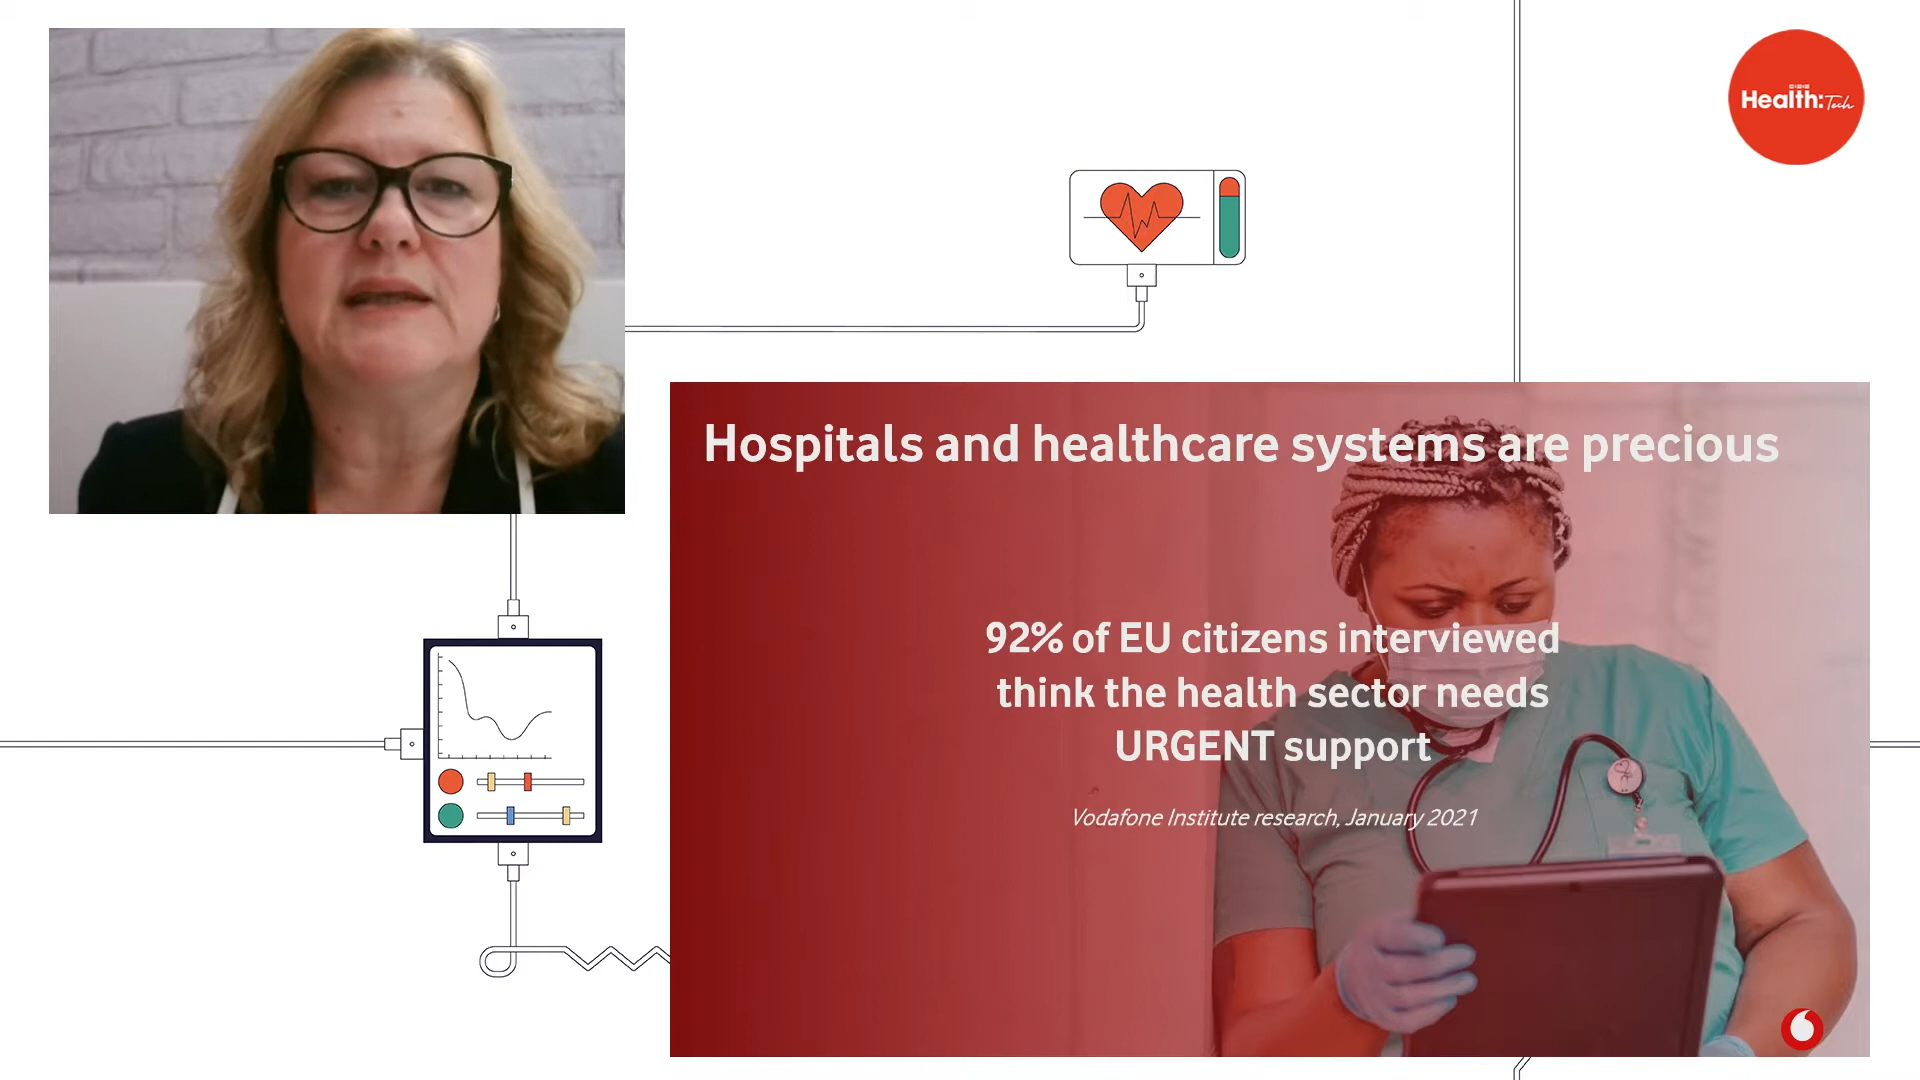 Health:Tech
Hospitals and healthcare systems are precious
92% of EU citizens interviewed
think the health sector needs
URGENT support
Vodafone Institute research, January 2021